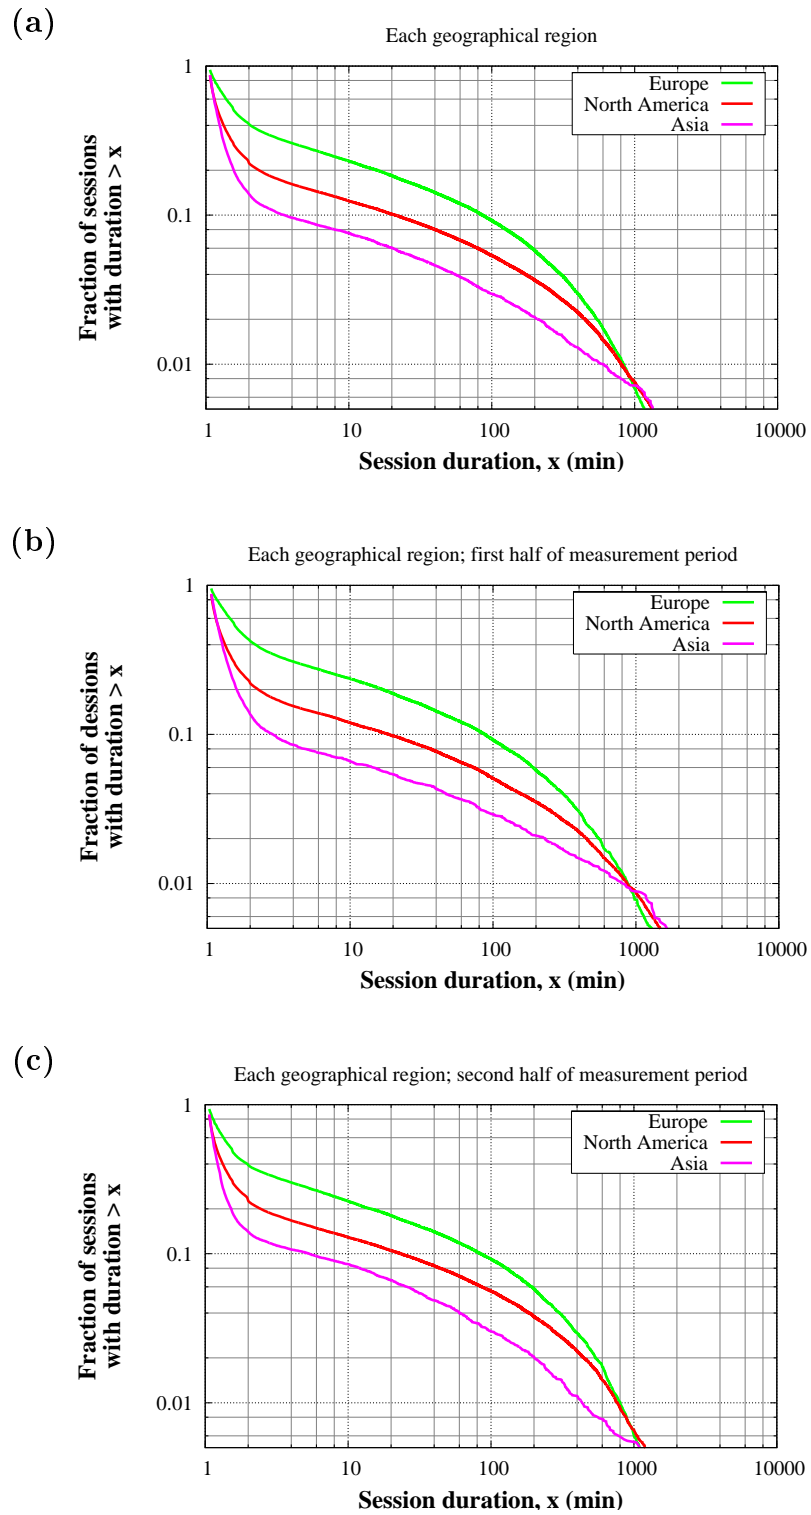 (a)
Each geographical region
Fraction of sessions
with duration > x
1
0.1
0.01
Europe
North America
Asia
1 10 100 1000 10000
Session duration, x (min)
(b)
Each geographical region; first half of measurement period
Fraction of dessions
with duration > x
1
0.1
0.01
Europe
North America
Asia
1 10 100 1000 10000
Session duration, x (min)
(c)
Each geographical region; second half of measurement period
Fraction of sessions
with duration > x
1
0.1
0.01
Europe
North America
Asia
1 10 100 1000 10000
Session duration, x (min)